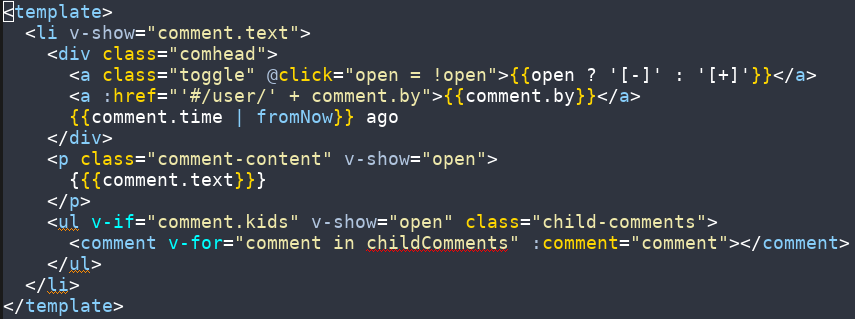 <template>
  <li v-show="comment.text">
    <div class="comhead">
      <a class="toggle" @click="open = !open">{{open ? '[-]' : '[+]'}}</a>
      <a :href="'#/user/' + comment.by">{{comment.by}}</a>
      {{comment.time | fromNow}} ago
    </div>
    <p class="comment-content" v-show="open">
      {{{comment.text}}}
    </p>
    <ul v-if="comment.kids" v-show="open" class="child-comments">
      <comment v-for="comment in childComments" :comment="comment"></comment>
    </ul>
  </li>
</template>